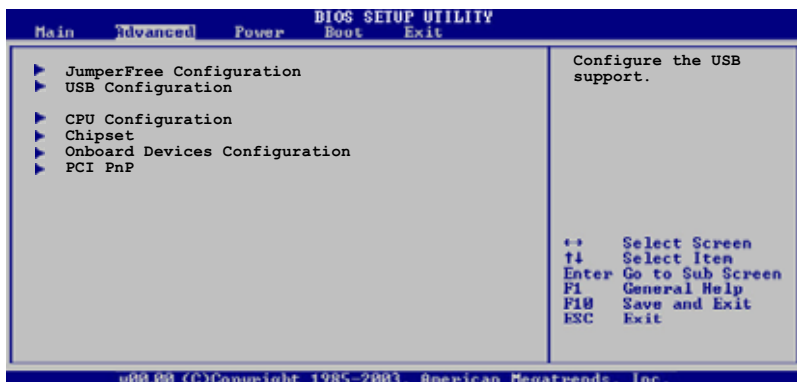 BIOS SETUP UTILITY
Main Advanced Power Boot Exit
JumperFree Configuration
USB Configuration
CPU Configuration
Chipset
Onboard Devices Configuration
PCI PnP
Configure the USB
support.
↔ Select Screen
↑↓ Select Item
Enter Go to Sub Screen
F1 General Help
F10 Save and Exit
ESC Exit
v00.00 (C)Copyright 1985-2003, American Megatrends, Inc.